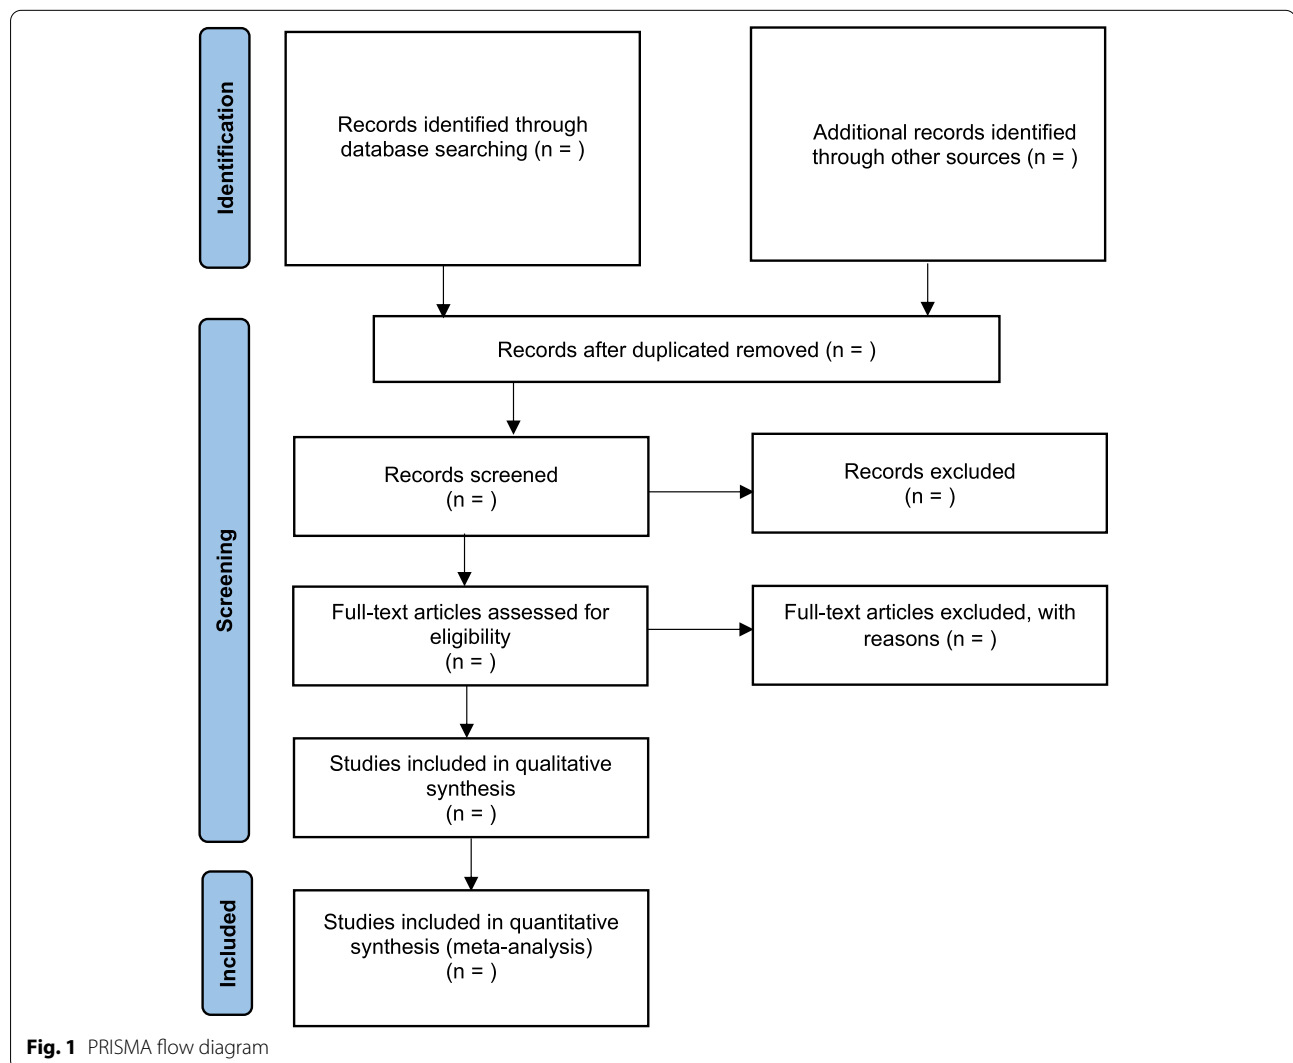 Identification
Records identified through
database searching (n = )
Additional records identified
through other sources (n = )
Screening
Records after duplicated removed (n = )
Records screened
(n = )
Records excluded
(n = )
Full-text articles assessed for
eligibility
(n = )
Full-text articles excluded, with
reasons (n = )
Studies included in qualitative
synthesis
(n = )
Included
Studies included in quantitative
synthesis (meta-analysis)
(n = )
Fig. 1 PRISMA flow diagram